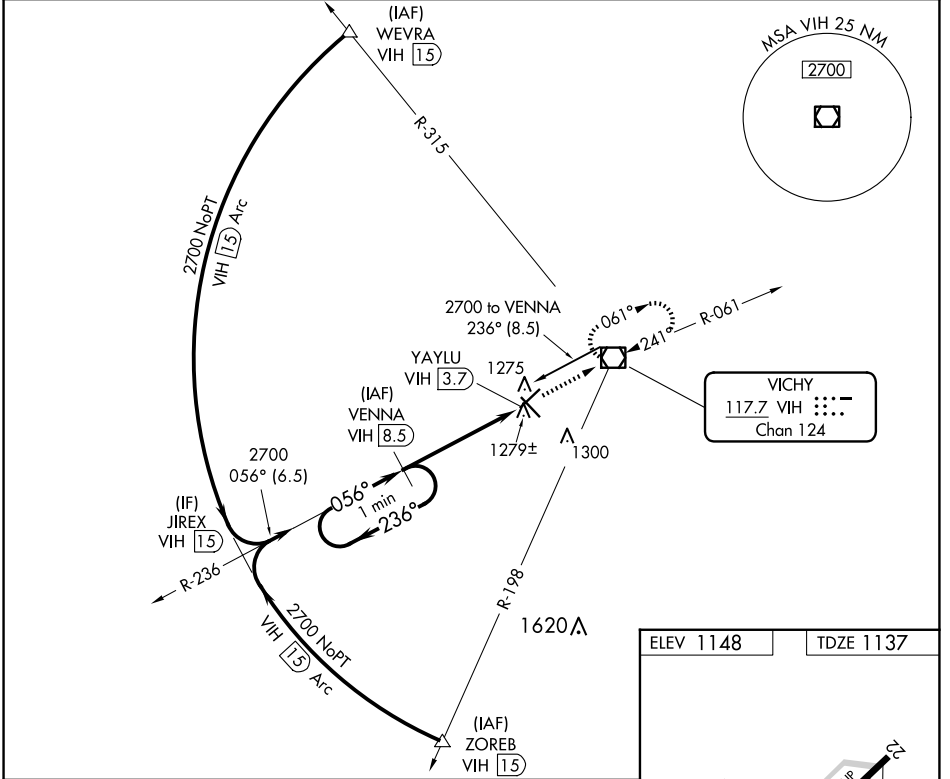 (IAF)
WEVRA
VIH 15
MSA VIH 25 NM
2700
R-315
2700 NoPT
VIH 15 Arc
2700 to VENNA
236° (8.5)
061°
R-061
241°
YAYLU
VIH 3.7
1275
VICHY
117.7 VIH
Chan 124
(IAF)
VENNA
VIH 8.5
1279±
1300
2700
056° (6.5)
056°
1 min
236°
(IF)
JIREX
VIH 15
R-236
R-198
2700 NoPT
VIH 15 Arc
1620
ELEV 1148
TDZE 1137
(IAF)
ZOREB
VIH 15
22